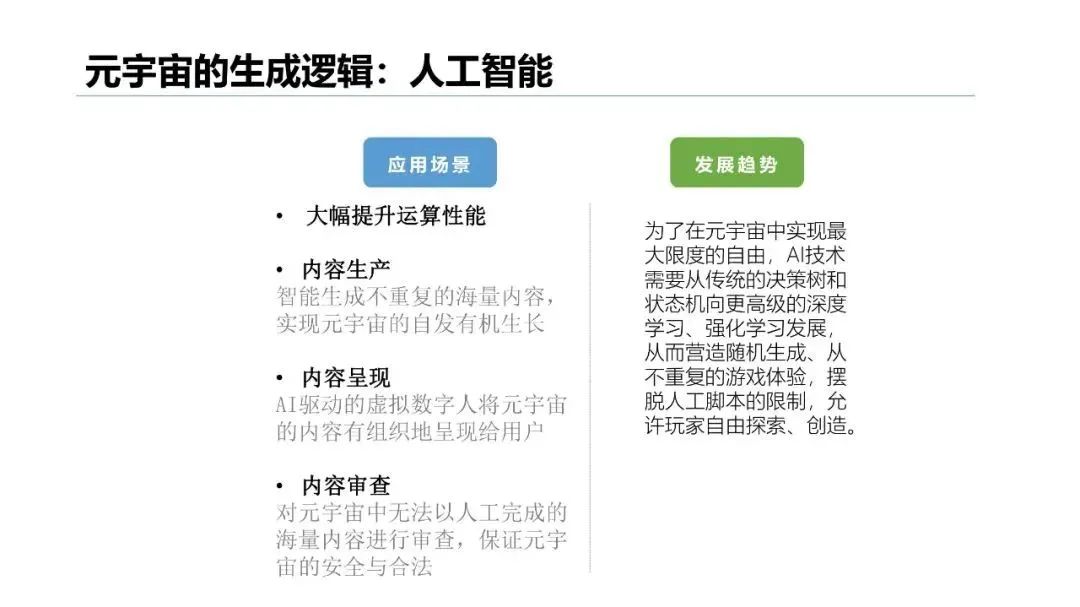 元宇宙的生成逻辑：人工智能
应用场景
• 大幅提升运算性能
• 内容生产
智能生成不重复的海量内容，
实现元宇宙的自发有机生长
• 内容呈现
AI驱动的虚拟数字人将元宇宙
的内容有组织地呈现给用户
• 内容审查
对元宇宙中无法以人工完成的
海量内容进行审查，保证元宇
宙的安全与合法
发展趋势
为了在元宇宙中实现最
大限度的自由，AI技术
需要从传统的决策树和
状态机向更高级的深度
学习、强化学习发展，
从而营造随机生成、从
不重复的游戏体验，摆
脱人工脚本的限制，允
许玩家自由探索、创造。